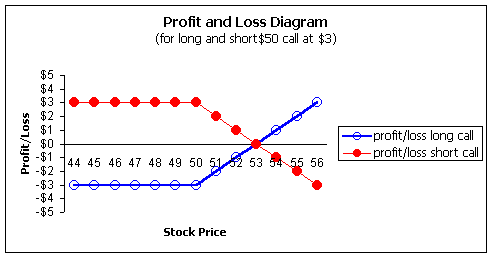 Profit and Loss Diagram
(for long and short$50 call at $3)
$5
$4
$3
$2
$1
$0
-$1
-$2
-$3
-$4
-$5
Profit/Loss
44 45 46 47 48 49 50 51 52 53 54 55 56
Stock Price
profit/loss long call
profit/loss short call